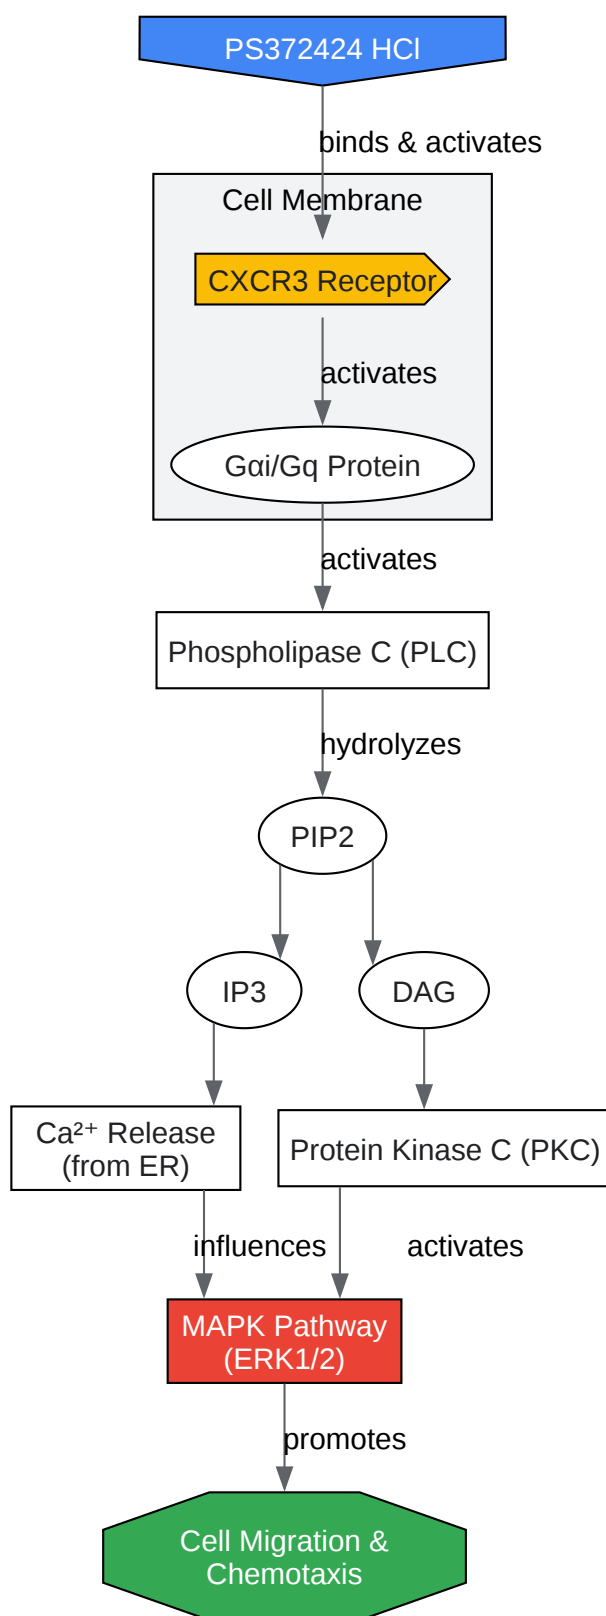 PS372424 HCl
binds & activates
Cell Membrane
CXCR3 Receptor
activates
Gαi/Gq Protein
activates
Phospholipase C (PLC)
hydrolyzes
PIP2
IP3
DAG
Ca²⁺ Release
(from ER)
Protein Kinase C (PKC)
influences
activates
MAPK Pathway
(ERK1/2)
promotes
Cell Migration &
Chemotaxis